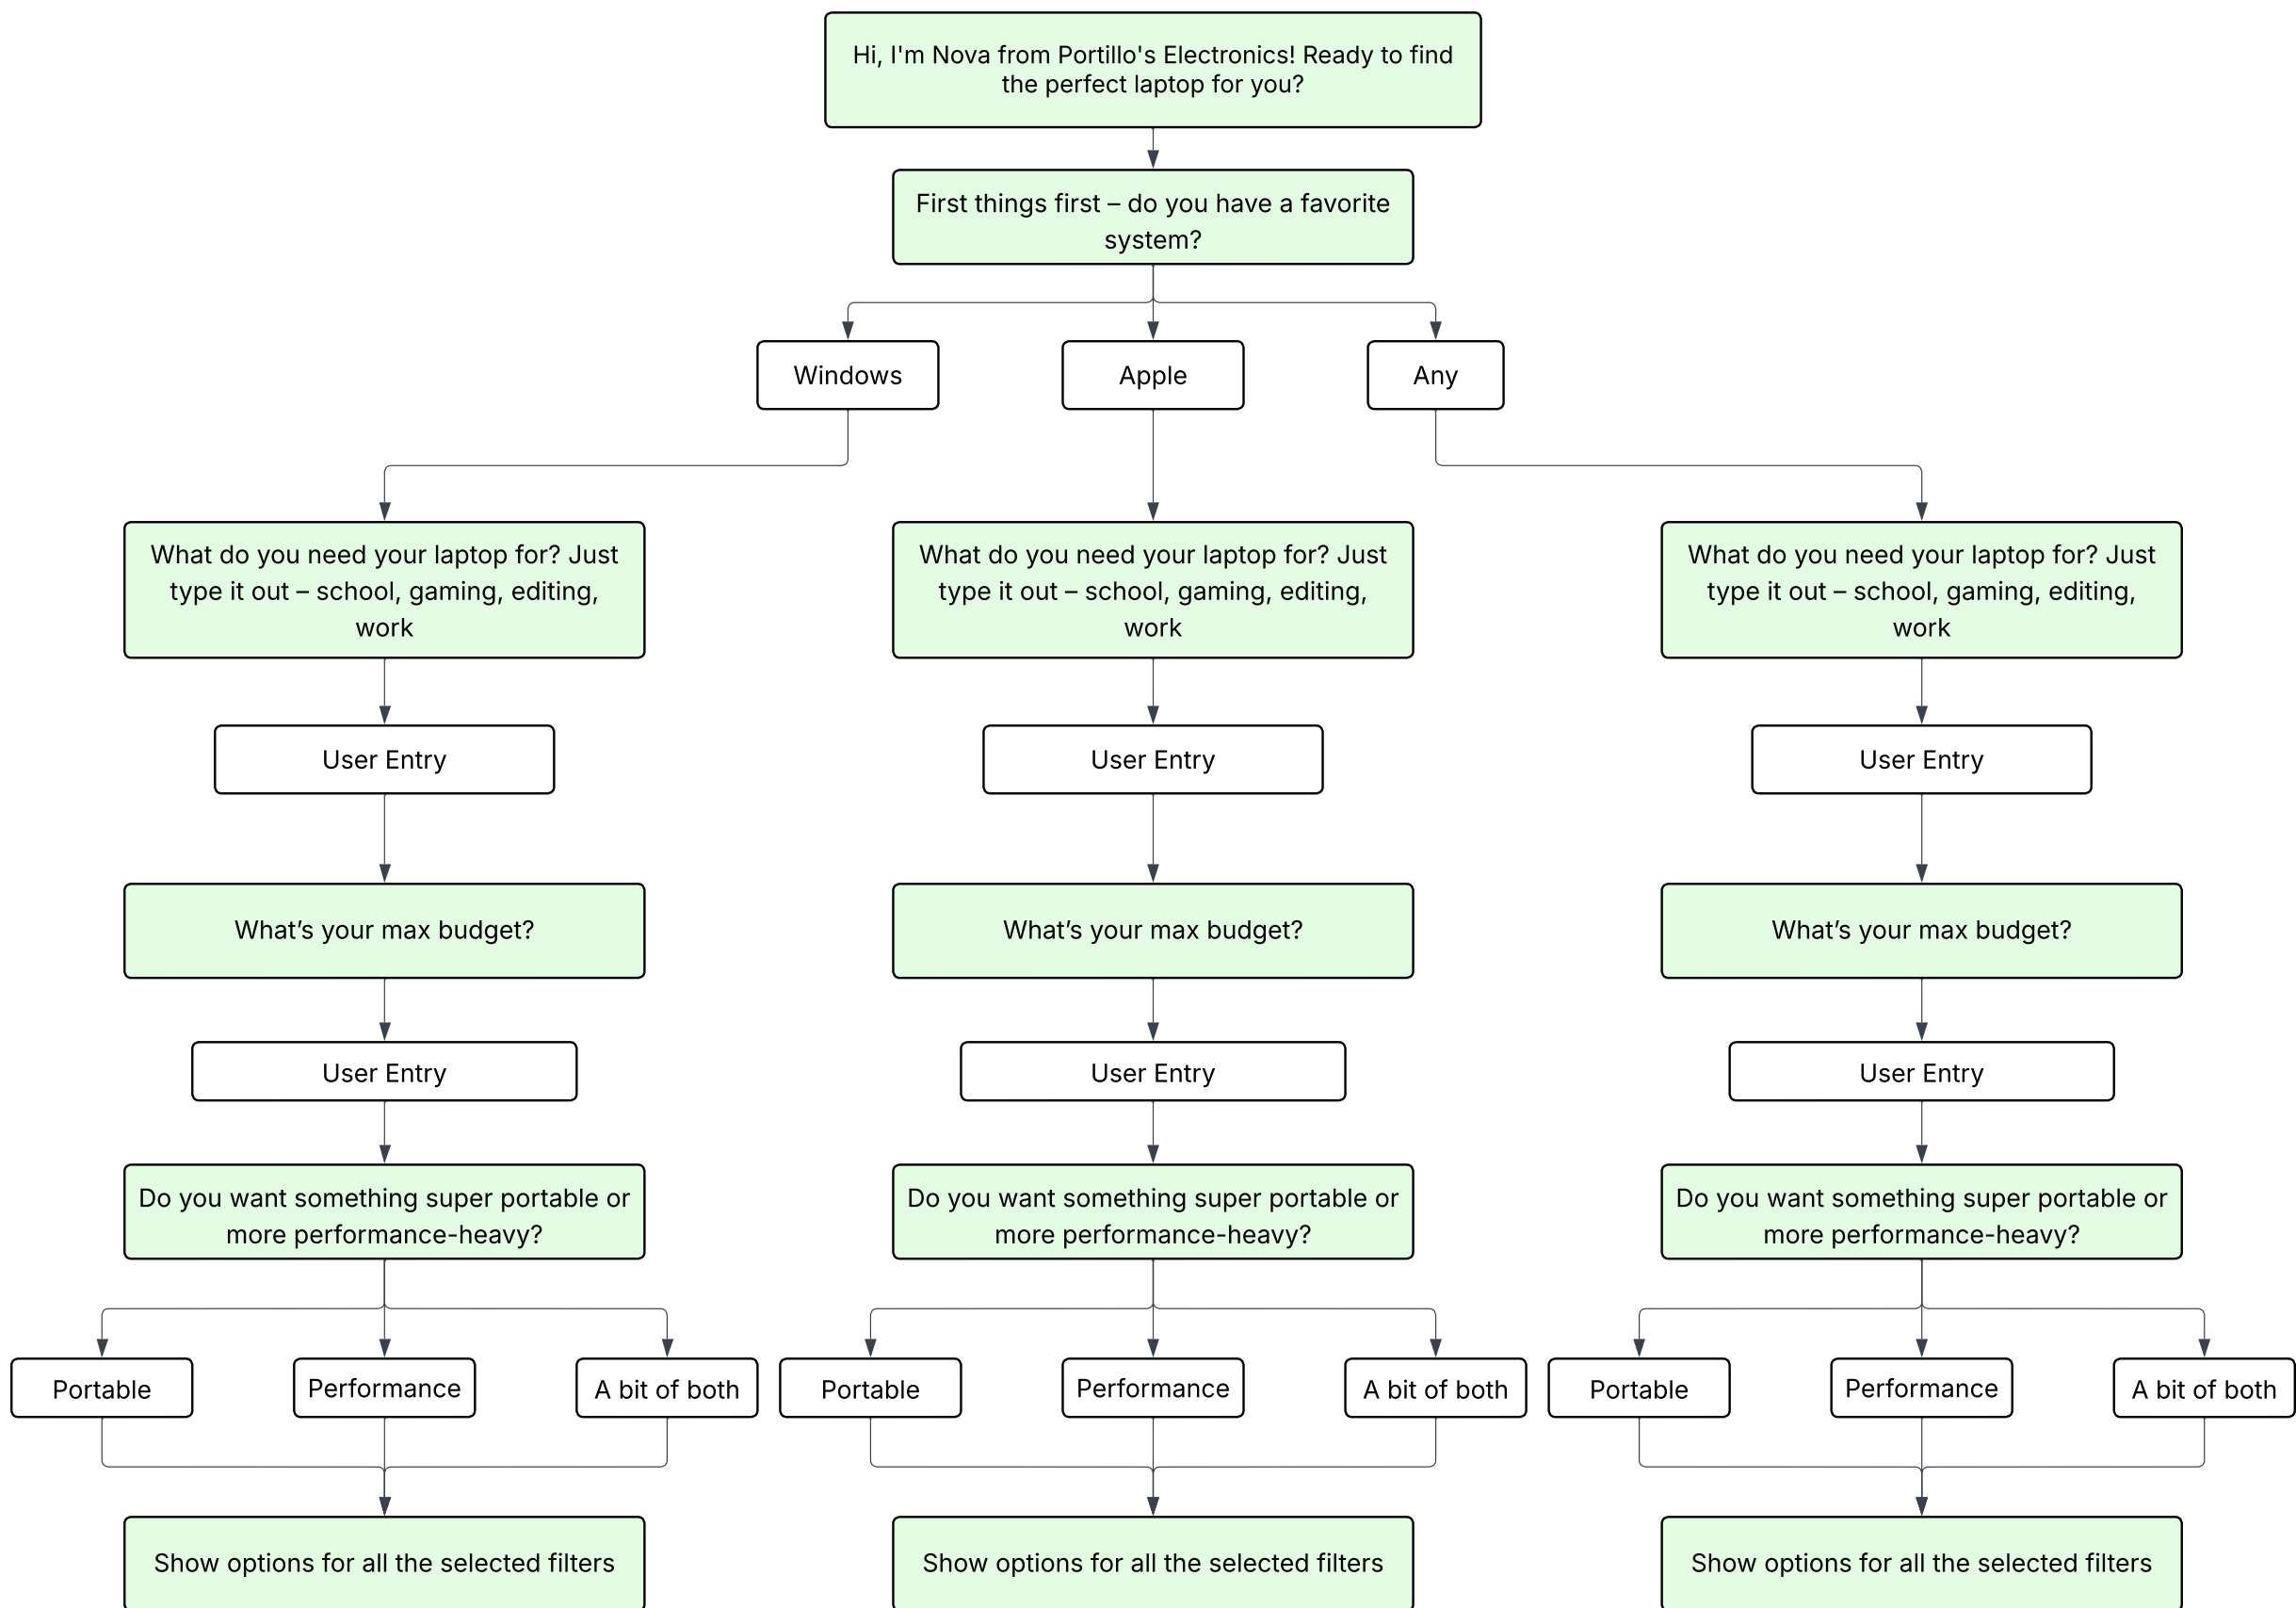 Hi, I'm Nova from Portillo's Electronics! Ready to find
the perfect laptop for you?
First things first – do you have a favorite
system?
Windows
Apple
Any
What do you need your laptop for? Just
type it out – school, gaming, editing,
work
What do you need your laptop for? Just
type it out – school, gaming, editing,
work
What do you need your laptop for? Just
type it out – school, gaming, editing,
work
User Entry
User Entry
User Entry
What’s your max budget?
What’s your max budget?
What’s your max budget?
User Entry
User Entry
User Entry
Do you want something super portable or
more performance-heavy?
Do you want something super portable or
more performance-heavy?
Do you want something super portable or
more performance-heavy?
Portable
Performance
A bit of both
Portable
Performance
A bit of both
Portable
Performance
A bit of both
Show options for all the selected filters
Show options for all the selected filters
Show options for all the selected filters